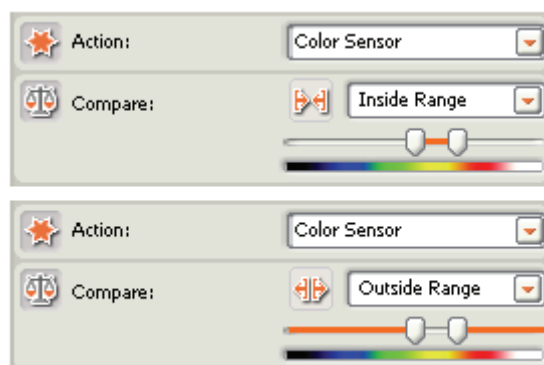 Action: Color Sensor
Compare: Inside Range
Action: Color Sensor
Compare: Outside Range